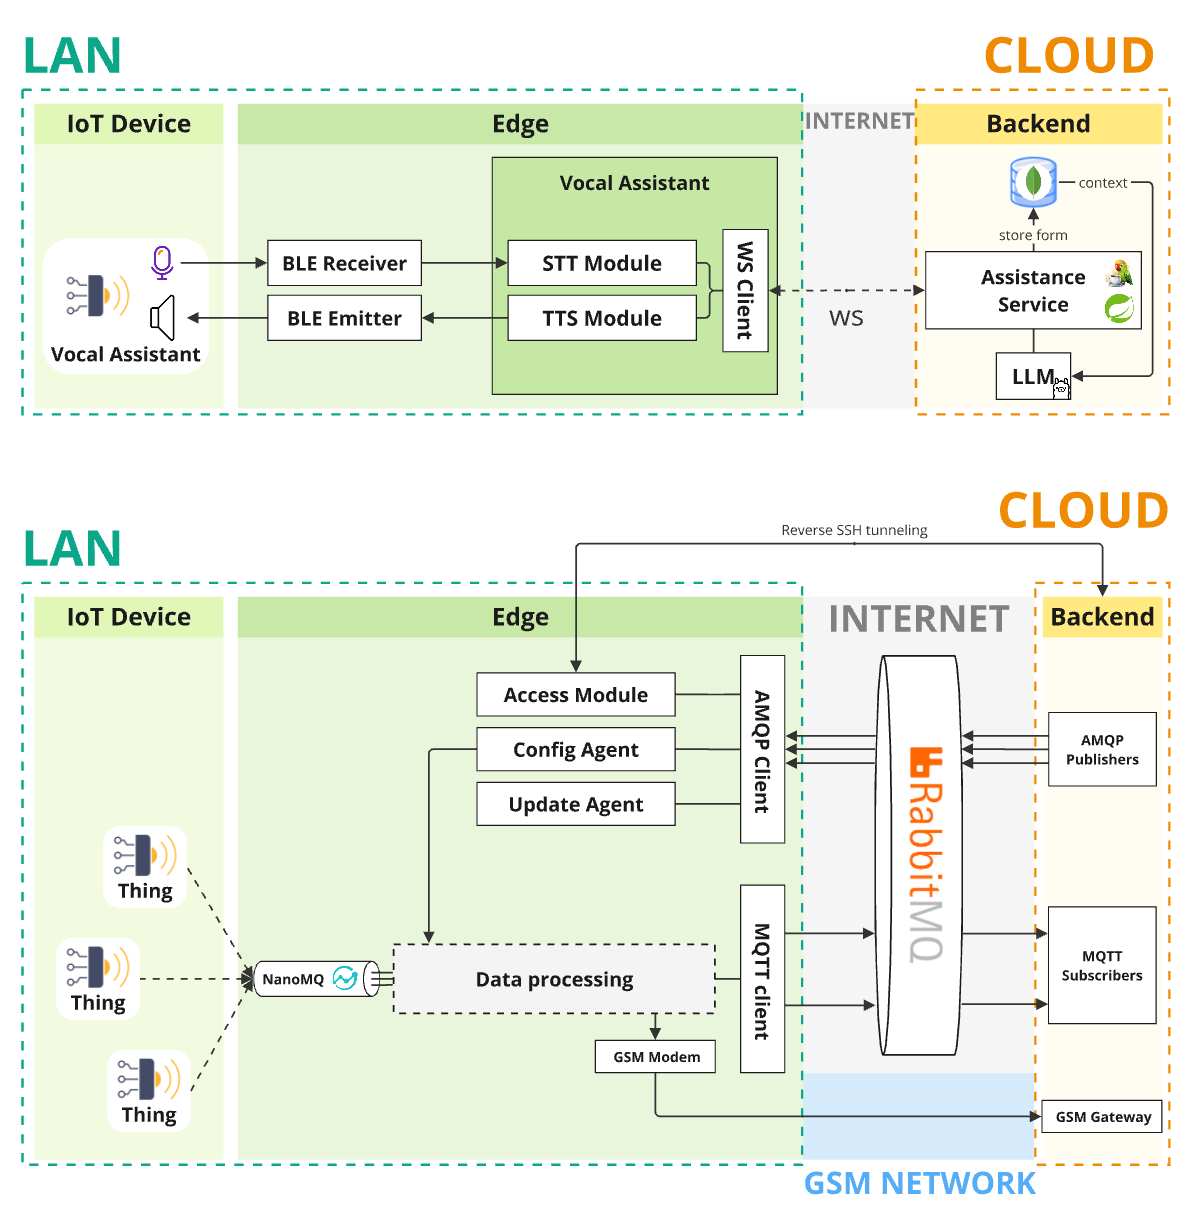 LAN
CLOUD
IoT Device
Edge
INTERNET
Backend
Vocal Assistant
context
store form
BLE Receiver
STT Module
WS Client
Assistance
Service
BLE Emitter
TTS Module
WS
Vocal Assistant
LLM
CLOUD
LAN
Reverse SSH tunneling
IoT Device
Edge
INTERNET
Backend
Access Module
AMQP Client
Config Agent
AMQP
Publishers
Update Agent
RabbitMQ
Thing
Thing
Thing
NanoMQ
Data processing
MQTT client
MQTT
Subscribers
GSM Modem
GSM Gateway
GSM NETWORK